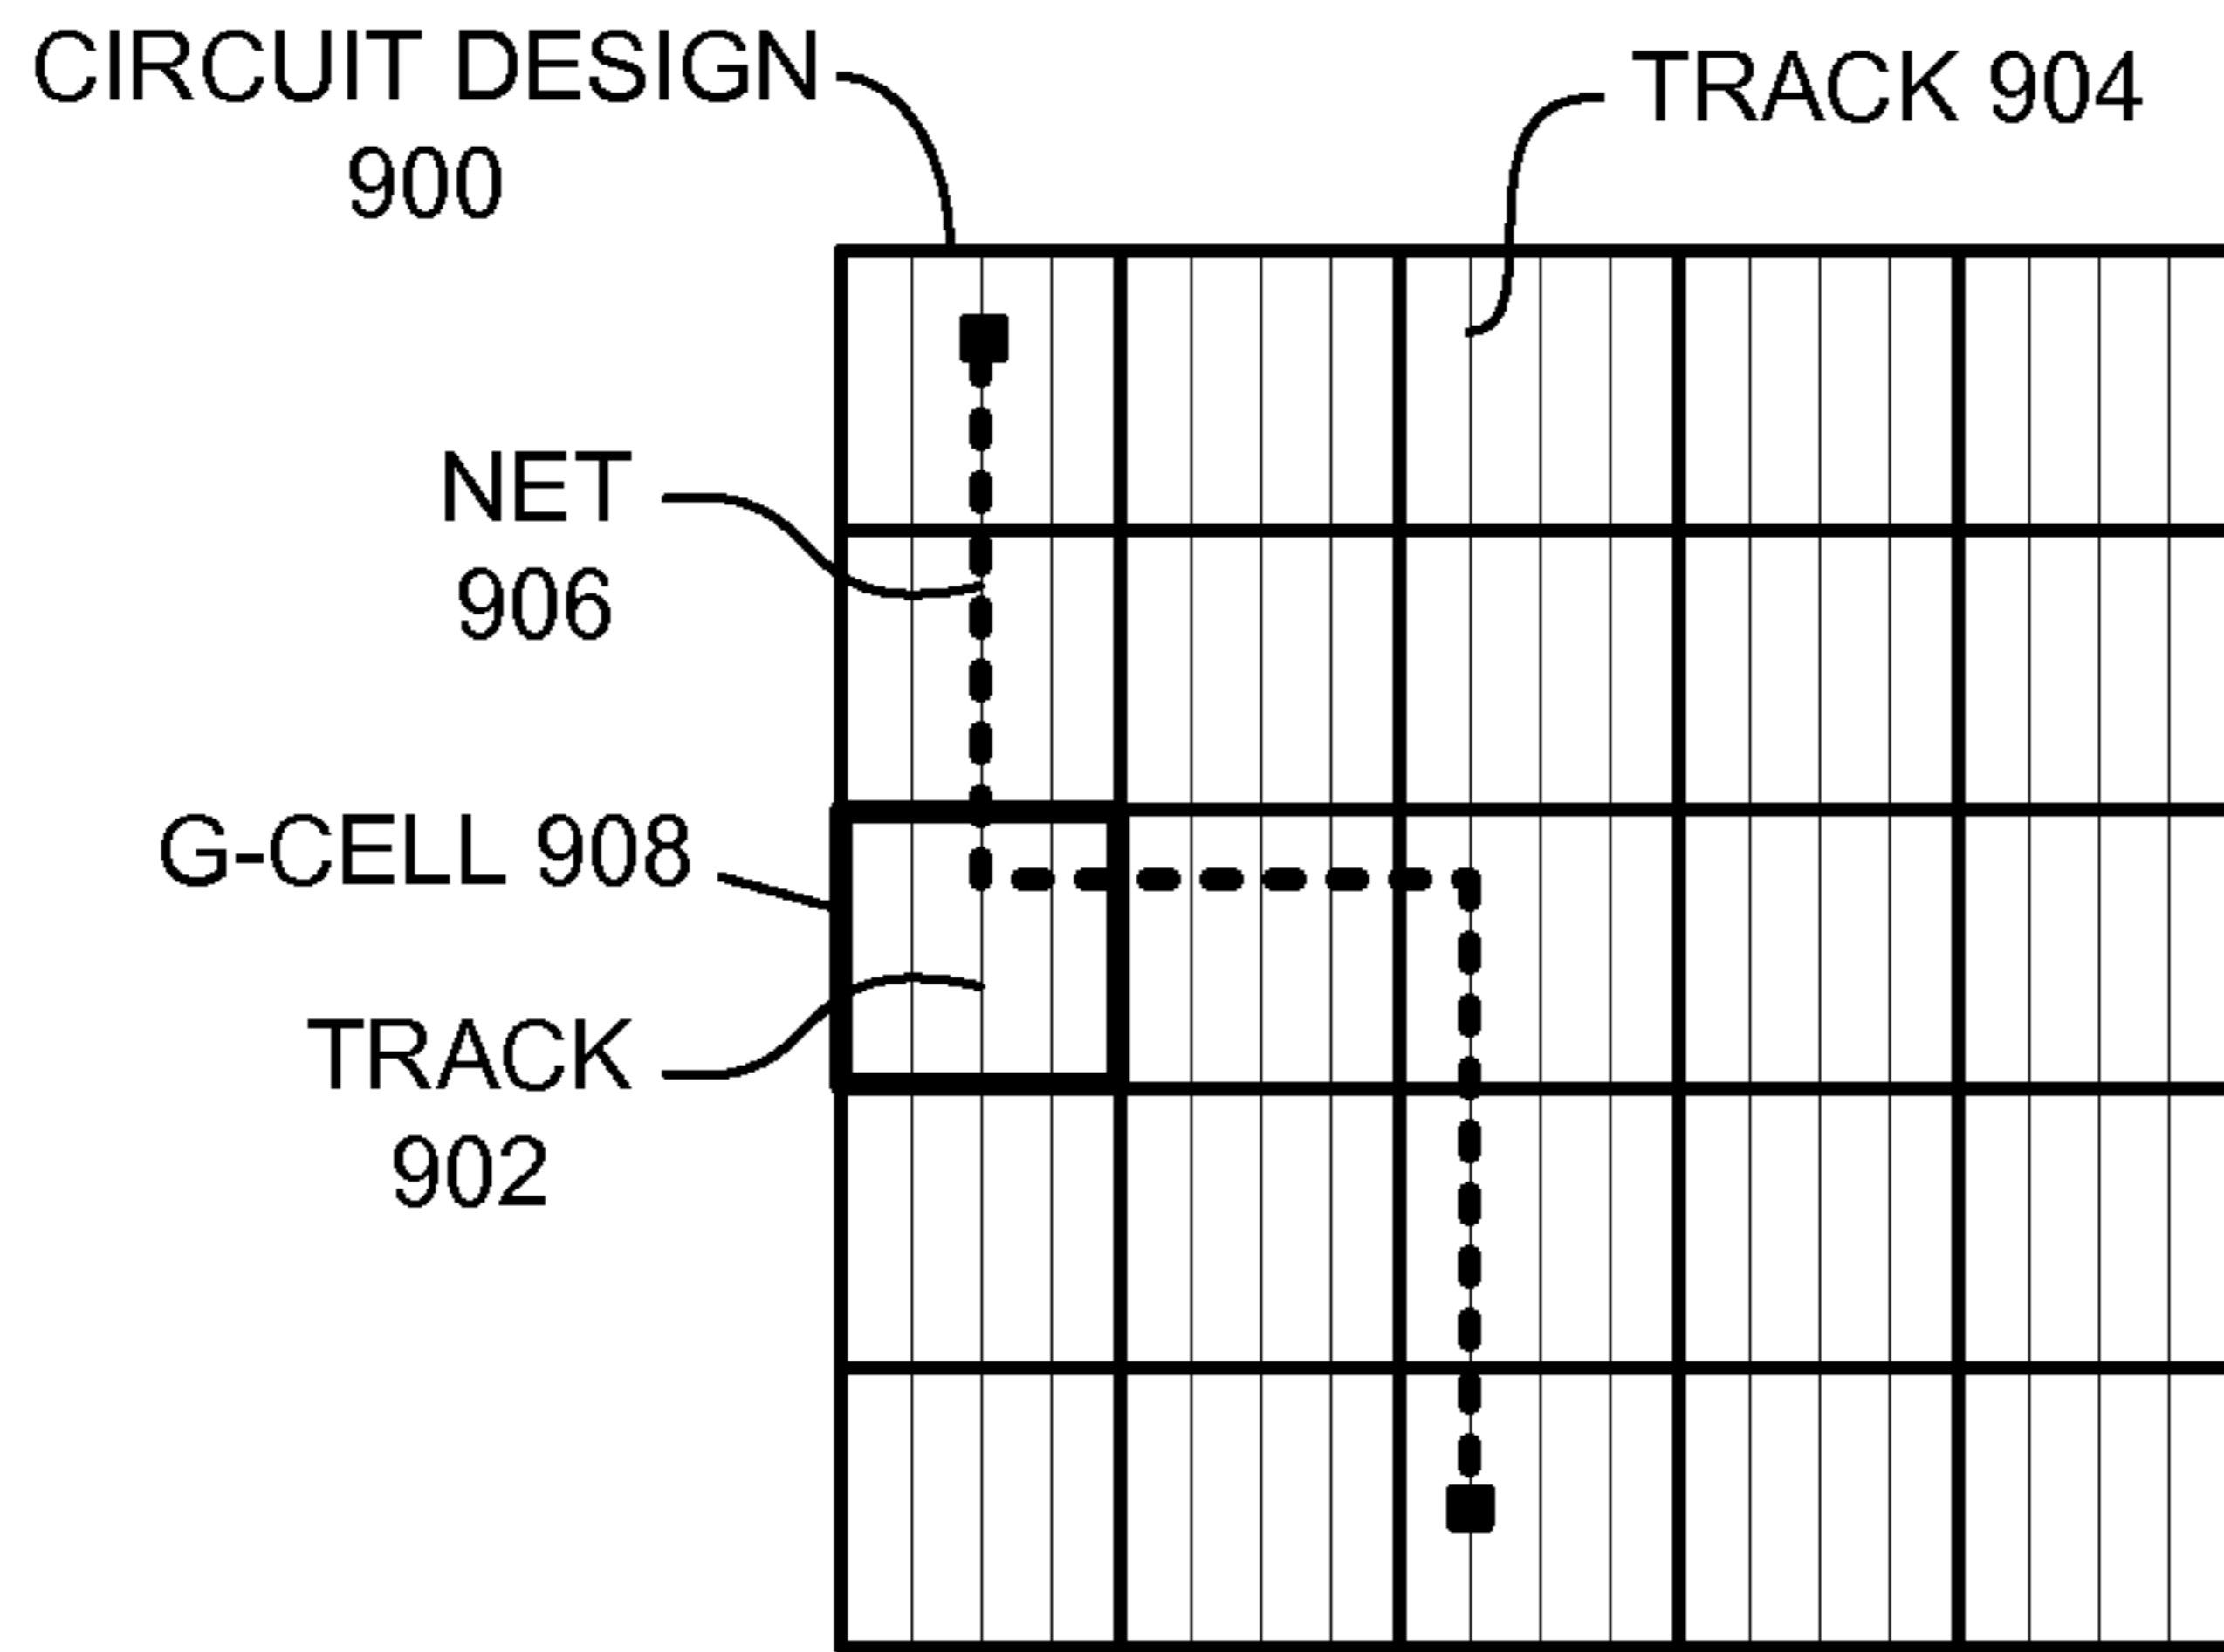 CIRCUIT DESIGN
900
TRACK 904
NET
906
G-CELL 908
TRACK
902